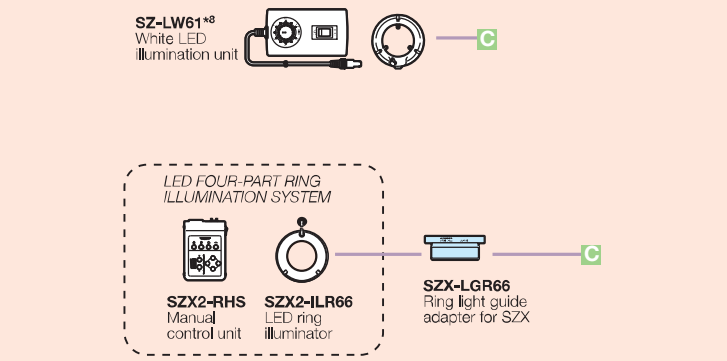 SZ-LW61*8
White LED
illumination unit
C
LED FOUR-PART RING
ILLUMINATION SYSTEM
SZX2-RHS
Manual
control unit
SZX2-ILR66
LED ring
illuminator
SZX-LGR66
Ring light guide
adapter for SZX
C